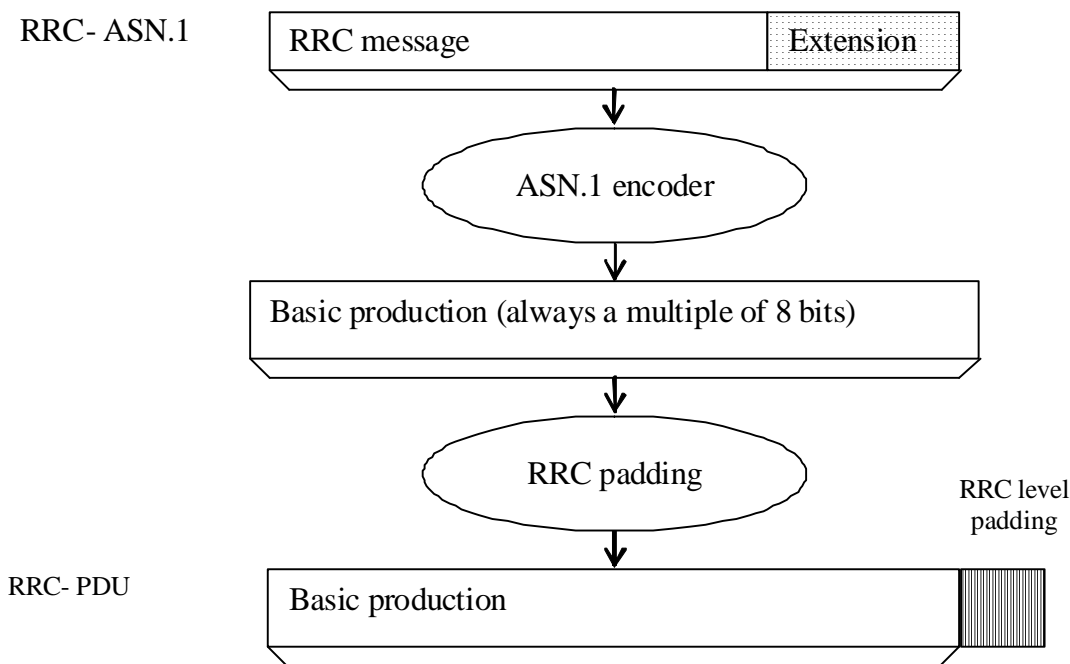 RRC- ASN.1
RRC message
Extension
ASN.1 encoder
Basic production (always a multiple of 8 bits)
RRC padding
RRC level
padding
RRC- PDU
Basic production